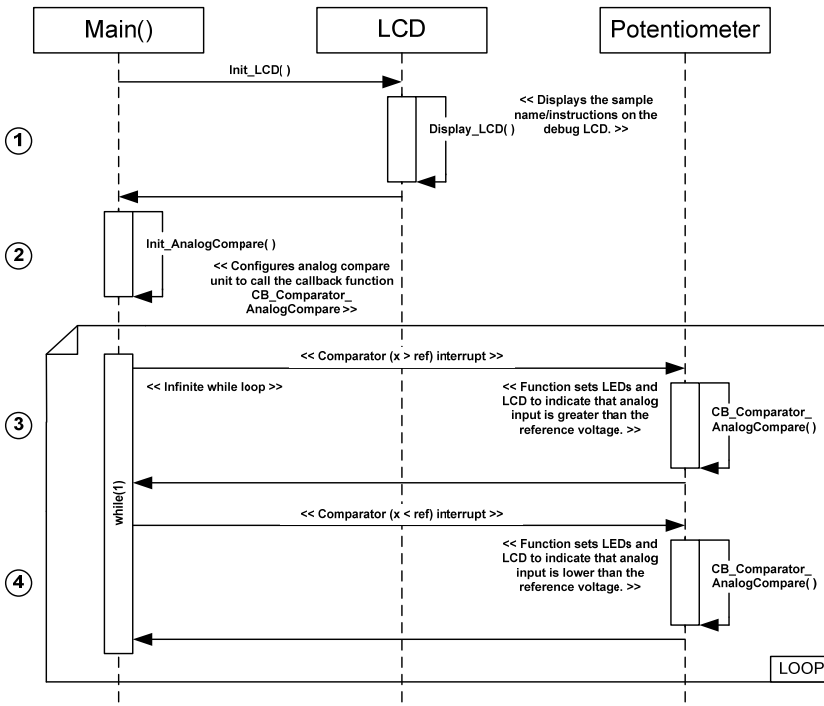 Main()
LCD
Potentiometer
Init_LCD( )
1
Display_LCD( )
<< Displays the sample
name/instructions on the
debug LCD. >>
2
Init_AnalogCompare( )
<< Configures analog compare
unit to call the callback function
CB_Comparator_
AnalogCompare >>
<< Comparator (x > ref) interrupt >>
<< Infinite while loop >>
3
<< Function sets LEDs and
LCD to indicate that analog
input is greater than the
reference voltage. >>
CB_Comparator_
AnalogCompare( )
while(1)
<< Comparator (x < ref) interrupt >>
4
<< Function sets LEDs and
LCD to indicate that analog
input is lower than the
reference voltage. >>
CB_Comparator_
AnalogCompare( )
LOOP